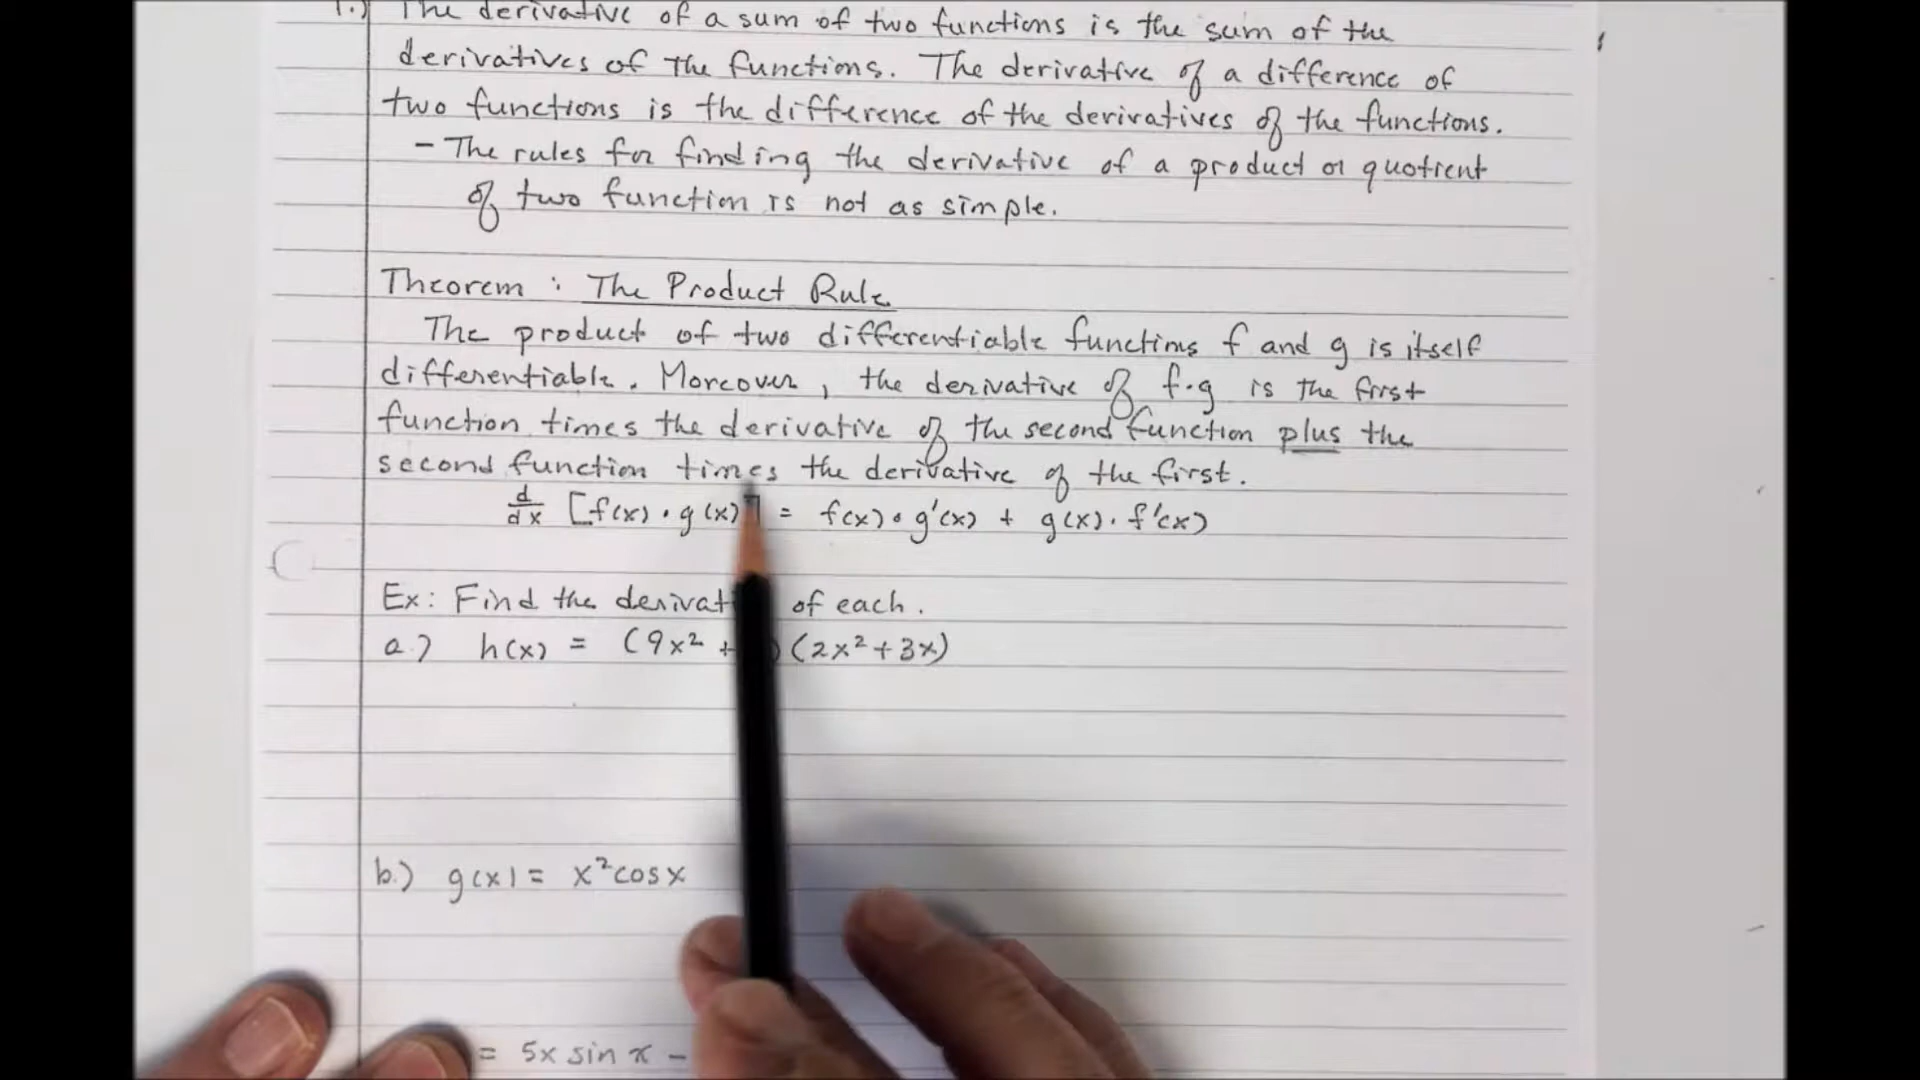 1.) The derivative of a sum of two functions is the sum of the
derivatives of the functions. The derivative of a difference of
two functions is the difference of the derivatives of the functions.
- The rules for finding the derivative of a product or quotient
of two function is not as simple.
Theorem : The Product Rule
The product of two differentiable functions f and g is itself
differentiable. Moreover, the derivative of f·g is the first
function times the derivative of the second function plus the
second function times the derivative of the first.
d/dx [f(x)·g(x)] = f(x)·g'(x) + g(x)·f'(x)
Ex: Find the of each.
a.) h(x) = (9x² + ) (2x² + 3x)
b.) g(x) = x² cos x
= 5x sin x -